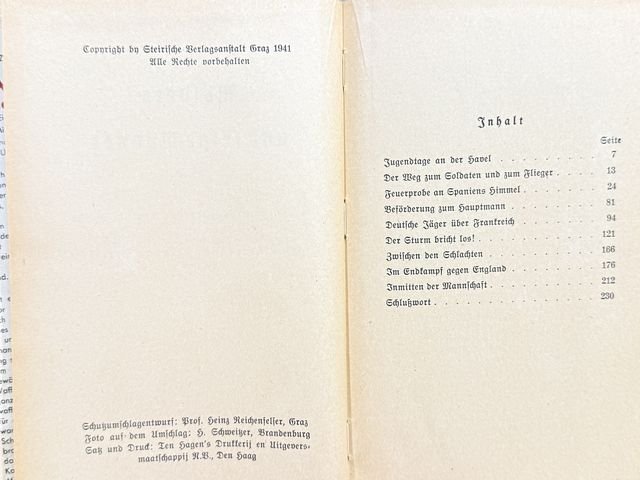 Copyright by Steirische Verlagsanstalt Graz 1941
Alle Rechte vorbehalten
Schutzumschlagentwurf: Prof. Heinz Reichenfelser, Graz
Foto auf dem Umschlag: H. Schweitzer, Brandenburg
Satz und Druck: Ten Hagen's Drukkerij en Uitgevers-
maatschappij N.V., Den Haag
Inhalt
Seite
Jugendtage an der Havel . . . . . . . . . . 7
Der Weg zum Soldaten und zum Flieger . . . . 13
Feuerprobe an Spaniens Himmel . . . . . . . . 24
Beförderung zum Hauptmann . . . . . . . . . 81
Deutsche Jäger über Frankreich . . . . . . . . 94
Der Sturm bricht los! . . . . . . . . . . . 121
Zwischen den Schlachten . . . . . . . . . . 166
Im Endkampf gegen England . . . . . . . . . 176
Inmitten der Mannschaft . . . . . . . . . . . 212
Schlußwort . . . . . . . . . . . . . . . 230